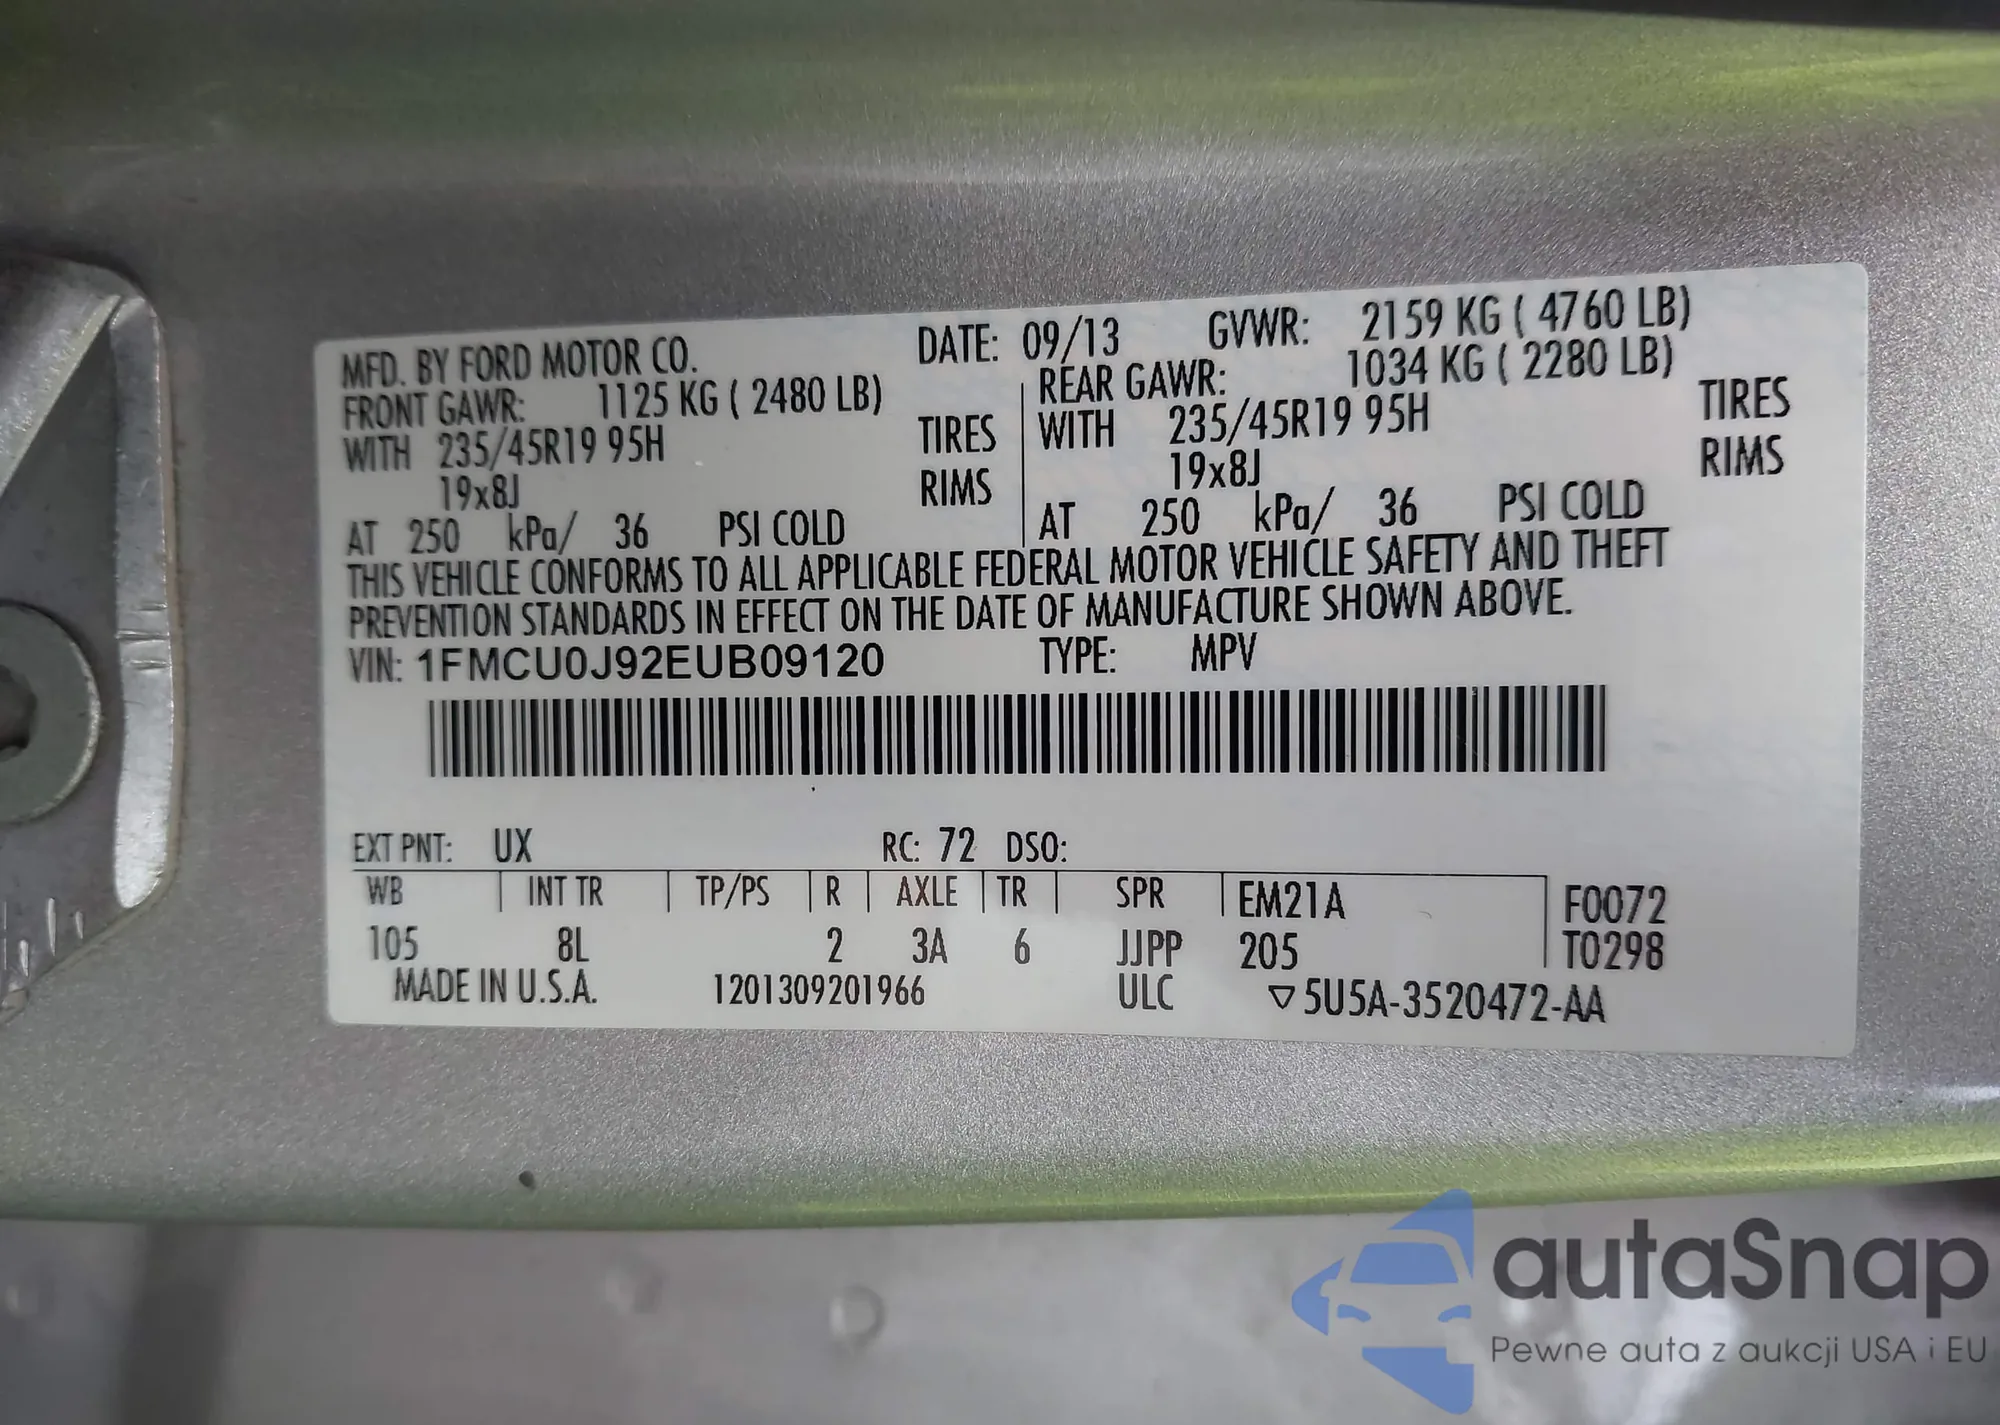 MFD. BY FORD MOTOR CO. DATE: 09/13 GVWR: 2159 KG ( 4760 LB)
FRONT GAWR: 1125 KG ( 2480 LB) REAR GAWR: 1034 KG ( 2280 LB)
WITH 235/45R19 95H TIRES WITH 235/45R19 95H TIRES
19x8J RIMS 19x8J RIMS
AT 250 kPa/ 36 PSI COLD AT 250 kPa/ 36 PSI COLD
THIS VEHICLE CONFORMS TO ALL APPLICABLE FEDERAL MOTOR VEHICLE SAFETY AND THEFT
PREVENTION STANDARDS IN EFFECT ON THE DATE OF MANUFACTURE SHOWN ABOVE.
VIN: 1FMCU0J92EUB09120 TYPE: MPV
EXT PNT: UX RC: 72 DSO:
WB INT TR TP/PS R AXLE TR SPR EM21A F0072
105 8L 2 3A 6 JJPP 205 T0298
MADE IN U.S.A. 1201309201966 ULC ▽5U5A-3520472-AA
autaSnap
Pewne auta z aukcji USA i EU